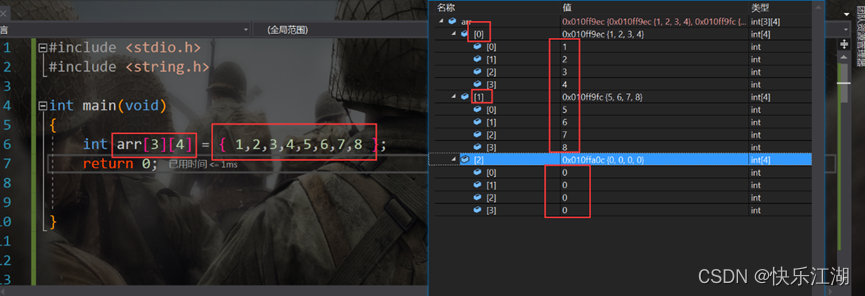 言
(全局范围)
1 #include <stdio.h>
2 #include <string.h>
3
4 int main(void)
5 {
6 int arr[3][4] = { 1,2,3,4,5,6,7,8 };
7 return 0; 已用时间 <= 1ms
8
9
10 }
11
12
13
名称 值 类型
arr 0x010ff9ec {0x010ff9ec {1, 2, 3, 4}, 0x010ff9fc {... int[3][4]
[0] 0x010ff9ec {1, 2, 3, 4} int[4]
[0] 1 int
[1] 2 int
[2] 3 int
[3] 4 int
[1] 0x010ff9fc {5, 6, 7, 8} int[4]
[0] 5 int
[1] 6 int
[2] 7 int
[3] 8 int
[2] 0x010ffa0c {0, 0, 0, 0} int[4]
[0] 0 int
[1] 0 int
[2] 0 int
[3] 0 int
CSDN @快乐江湖